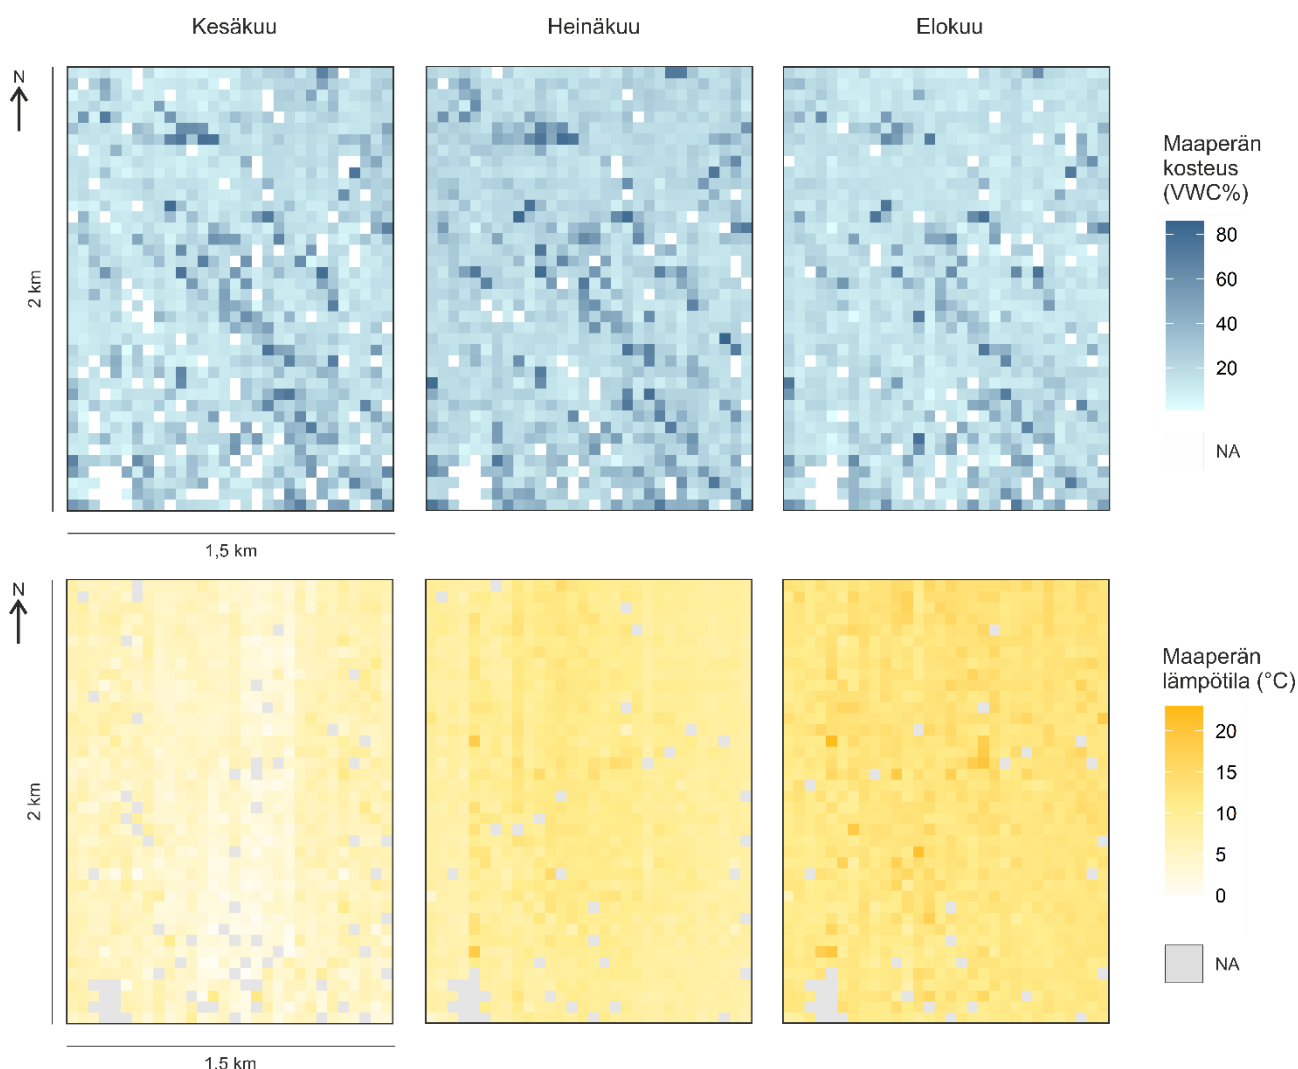 Kesäkuu
Heinäkuu
Elokuu
N
2 km
1,5 km
Maaperän
kosteus
(VWC%)
80
60
40
20
NA
N
2 km
1,5 km
Maaperän
lämpötila (°C)
20
15
10
5
0
NA